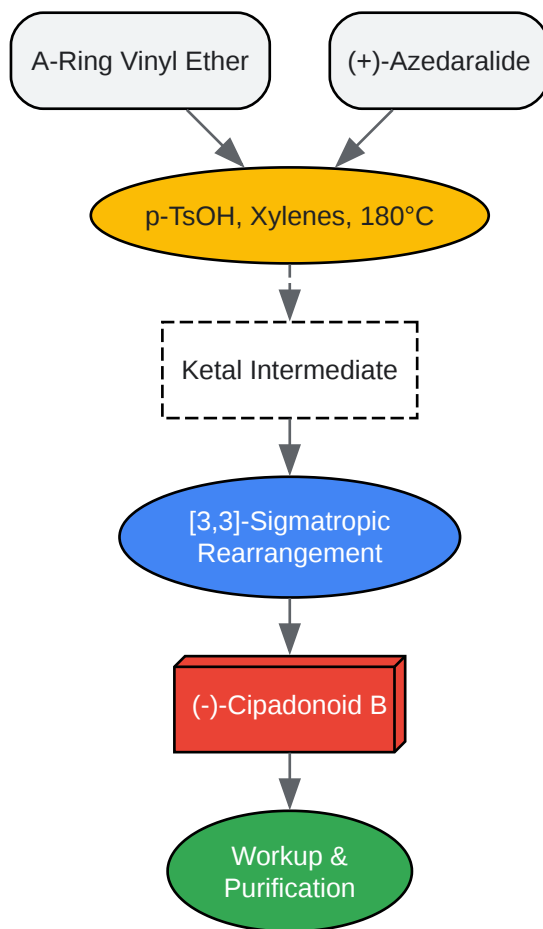 A-Ring Vinyl Ether
(+)-Azedaralide
p-TsOH, Xylenes, 180°C
Ketal Intermediate
[3,3]-Sigmatropic
Rearrangement
(-)-Cipadonoid B
Workup &
Purification